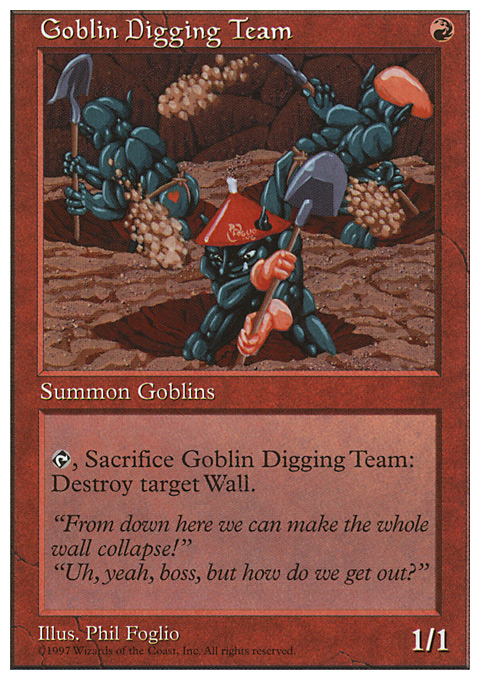 Goblin Digging Team
Summon Goblins
, Sacrifice Goblin Digging Team:
Destroy target Wall.
“From down here we can make the whole
wall collapse!”
“Uh, yeah, boss, but how do we get out?”
Illus. Phil Foglio
©1997 Wizards of the Coast, Inc. All rights reserved.
1/1